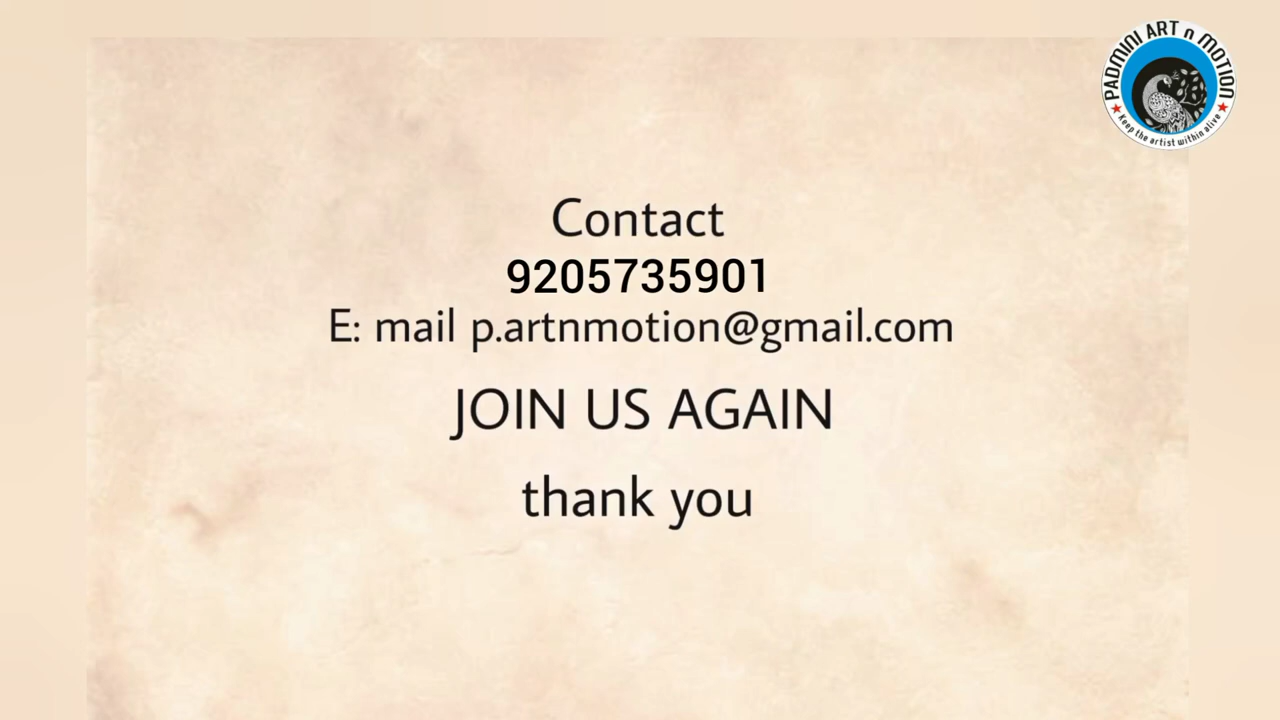 PADMINI ART n MOTION
Keep the artist within alive
Contact
9205735901
E: mail p.artnmotion@gmail.com
JOIN US AGAIN
thank you